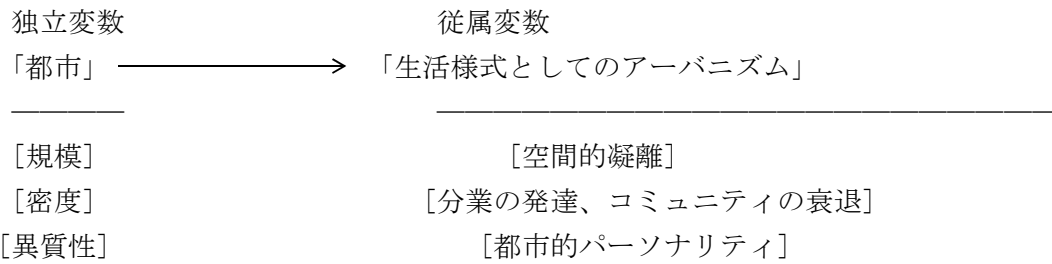 独立変数 従属変数
「都市」 「生活様式としてのアーバニズム」
[規模] [空間的凝離]
[密度] [分業の発達、コミュニティの衰退]
[異質性] [都市的パーソナリティ]